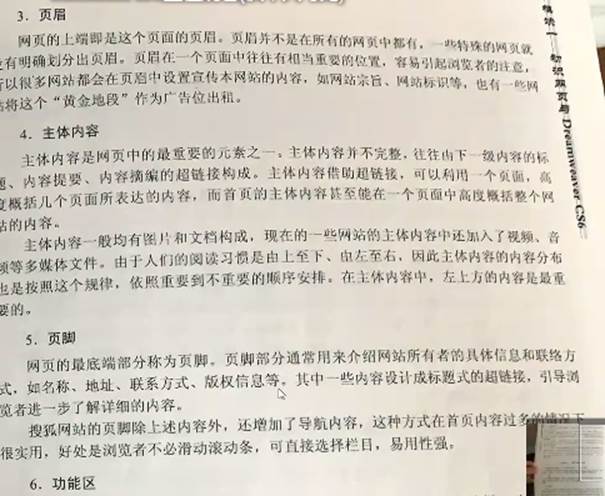 3．页眉
网页的上端即是这个页面的页眉。页眉并不是在所有的网页中都有，一些特殊的网页就
没有明确划分出页眉。页眉在一个页面中往往有相当重要的位置，容易引起浏览者的注意，
所以很多网站都会在页眉中设置宣传本网站的内容，如网站宗旨、网站标识等，也有一些网
站将这个“黄金地段”作为广告位出租。
4．主体内容
主体内容是网页中的最重要的元素之一。主体内容并不完整，往往由下一级内容的标
题、内容提要、内容摘编的超链接构成。主体内容借助超链接，可以利用一个页面，高
度概括几个页面所表达的内容，而首页的主体内容甚至能在一个页面中高度概括整个网
站的内容。
主体内容一般均有图片和文档构成，现在的一些网站的主体内容中还加入了视频、音
频等多媒体文件。由于人们的阅读习惯是由上至下、由左至右，因此主体内容的内容分布
也是按照这个规律，依照重要到不重要的顺序安排。在主体内容中，左上方的内容是最重
要的。
5．页脚
网页的最底端部分称为页脚。页脚部分通常用来介绍网站所有者的具体信息和联络方
式，如名称、地址、联系方式、版权信息等。其中一些内容设计成标题式的超链接，引导浏
览者进一步了解详细的内容。
搜狐网站的页脚除上述内容外，还增加了导航内容，这种方式在首页内容过多的情况下
很实用，好处是浏览者不必滑动滚动条，可直接选择栏目，易用性强。
6．功能区
模块一 初识网页与Dreamweaver CS6